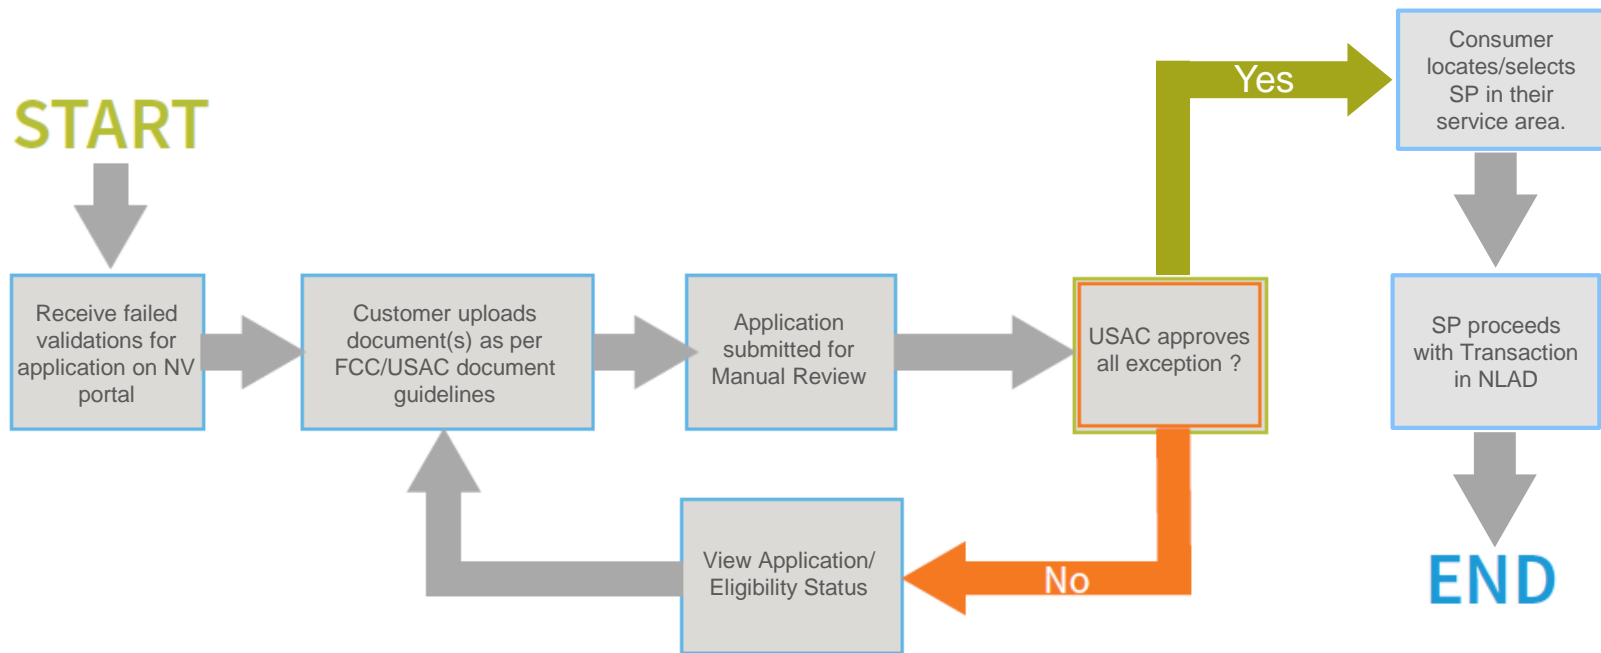 START
Receive failed
validations for
application on NV
portal
Customer uploads
document(s) as per
FCC/USAC document
guidelines
Application
submitted for
Manual Review
USAC approves
all exception ?
Yes
Consumer
locates/selects
SP in their
service area.
SP proceeds
with Transaction
in NLAD
END
No
View Application/
Eligibility Status